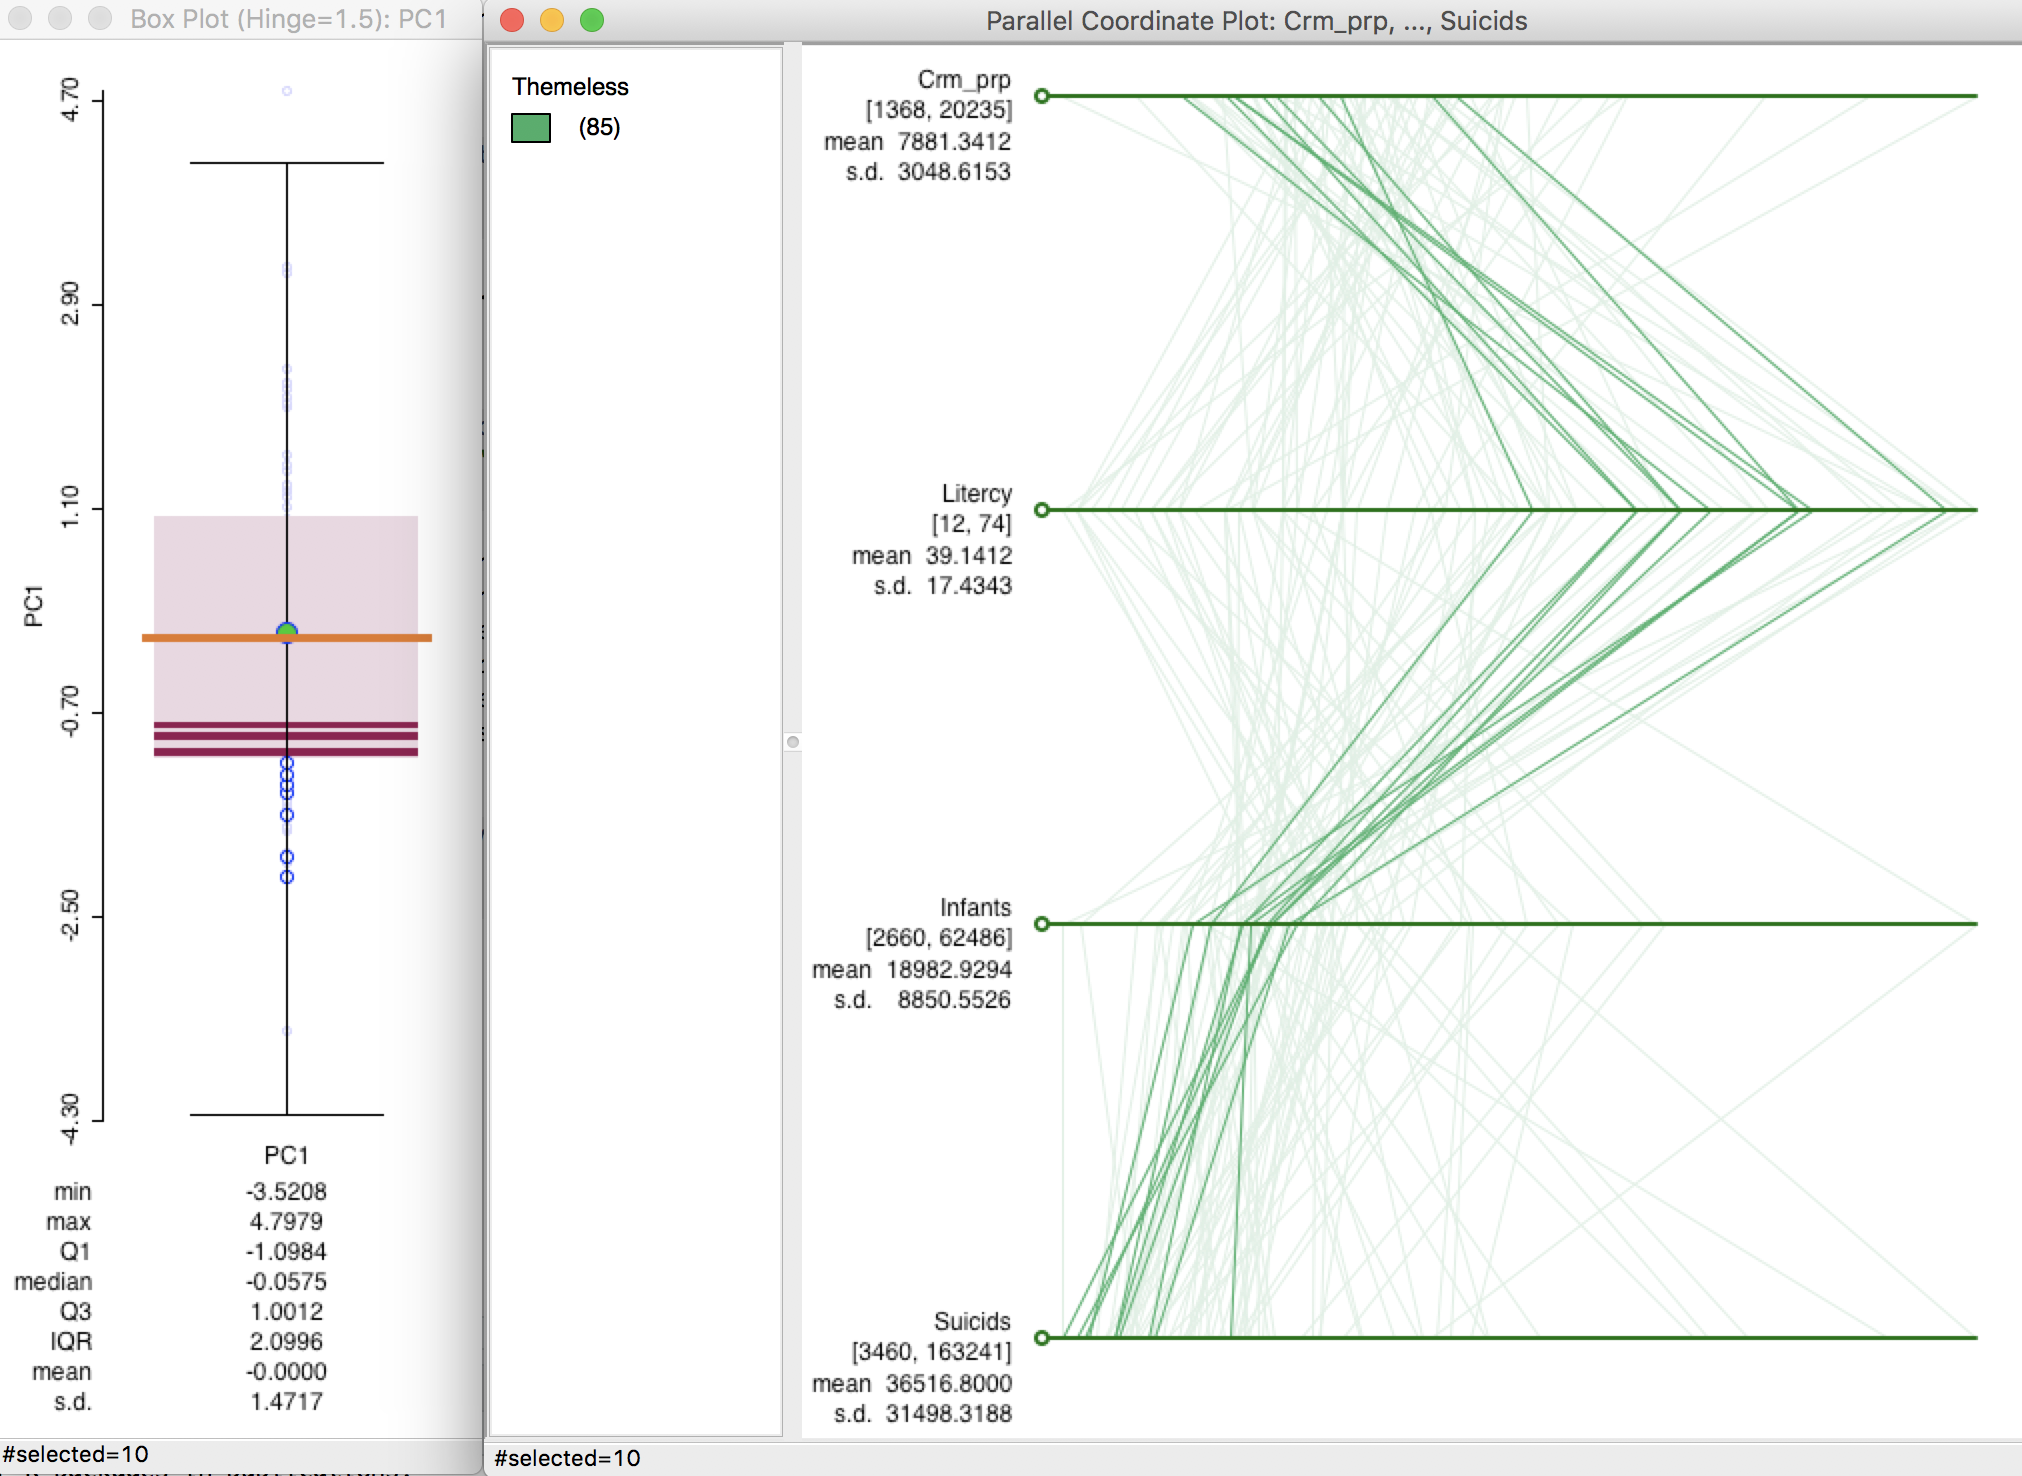 Box Plot (Hinge=1.5): PC1
4.70
2.90
1.10
-0.70
-2.50
-4.30
PC1
PC1
min -3.5208
max 4.7979
Q1 -1.0984
median -0.0575
Q3 1.0012
IQR 2.0996
mean -0.0000
s.d. 1.4717
#selected=10
Parallel Coordinate Plot: Crm_prp, ..., Suicids
Themeless
(85)
Crm_prp
[1368, 20235]
mean 7881.3412
s.d. 3048.6153
Litercy
[12, 74]
mean 39.1412
s.d. 17.4343
Infants
[2660, 62486]
mean 18982.9294
s.d. 8850.5526
Suicids
[3460, 163241]
mean 36516.8000
s.d. 31498.3188
#selected=10